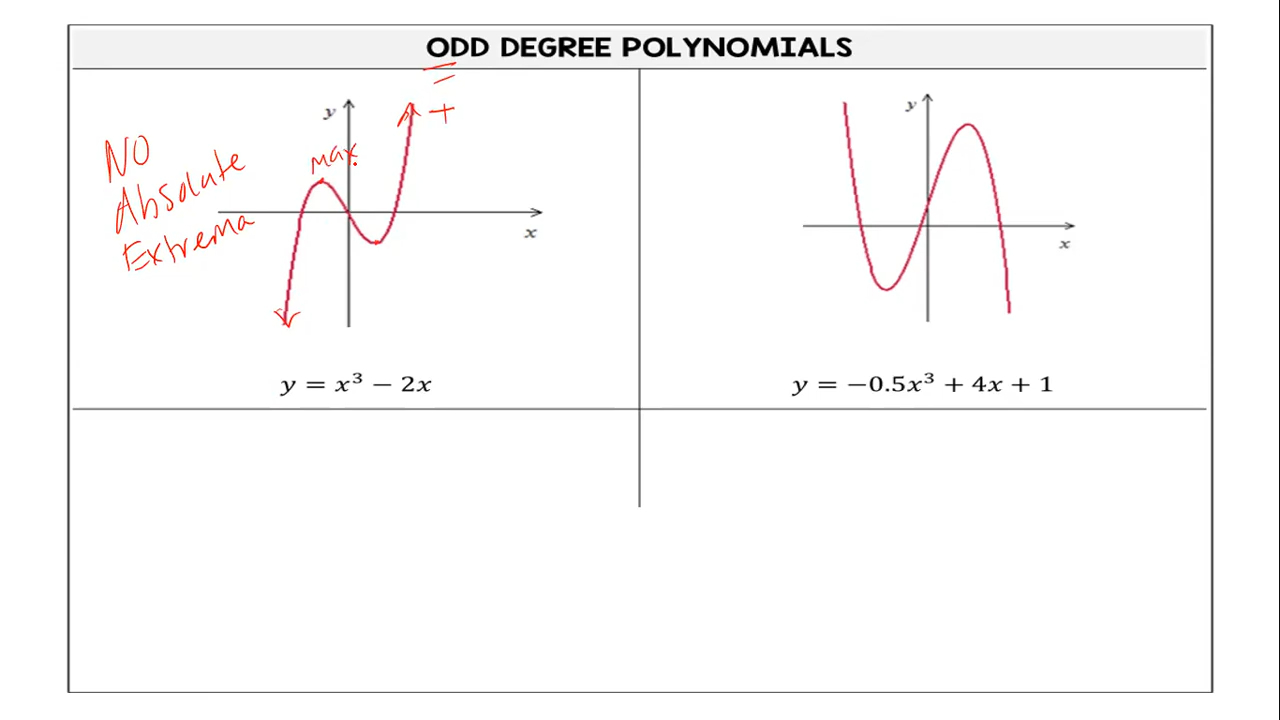 ODD DEGREE POLYNOMIALS
y
+
NO
Absolute
Extrema
max
x
y = x³ − 2x
y
x
y = −0.5x³ + 4x + 1